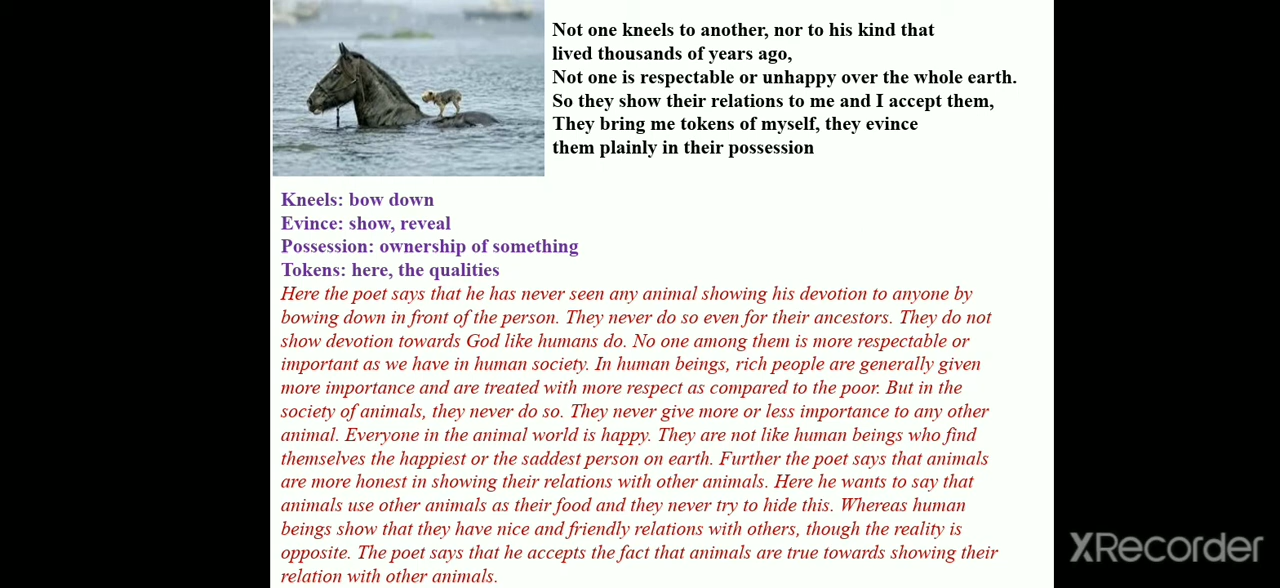 Not one kneels to another, nor to his kind that
lived thousands of years ago,
Not one is respectable or unhappy over the whole earth.
So they show their relations to me and I accept them,
They bring me tokens of myself, they evince
them plainly in their possession
Kneels: bow down
Evince: show, reveal
Possession: ownership of something
Tokens: here, the qualities
Here the poet says that he has never seen any animal showing his devotion to anyone by
bowing down in front of the person. They never do so even for their ancestors. They do not
show devotion towards God like humans do. No one among them is more respectable or
important as we have in human society. In human beings, rich people are generally given
more importance and are treated with more respect as compared to the poor. But in the
society of animals, they never do so. They never give more or less importance to any other
animal. Everyone in the animal world is happy. They are not like human beings who find
themselves the happiest or the saddest person on earth. Further the poet says that animals
are more honest in showing their relations with other animals. Here he wants to say that
animals use other animals as their food and they never try to hide this. Whereas human
beings show that they have nice and friendly relations with others, though the reality is
opposite. The poet says that he accepts the fact that animals are true towards showing their
relation with other animals.
XRecorder